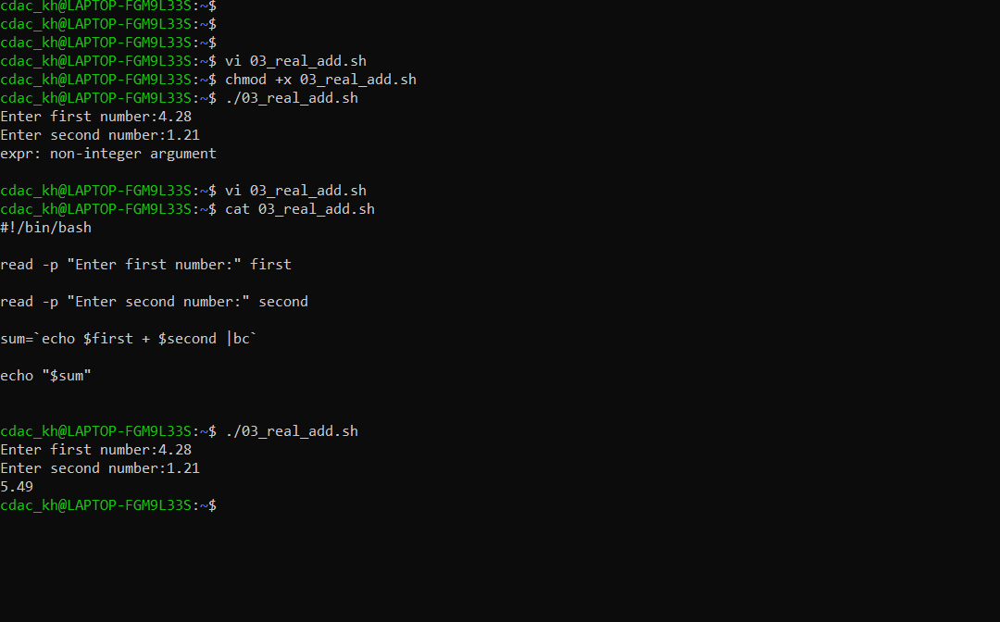 cdac_kh@LAPTOP-FGM9L33S:~$
cdac_kh@LAPTOP-FGM9L33S:~$
cdac_kh@LAPTOP-FGM9L33S:~$
cdac_kh@LAPTOP-FGM9L33S:~$ vi 03_real_add.sh
cdac_kh@LAPTOP-FGM9L33S:~$ chmod +x 03_real_add.sh
cdac_kh@LAPTOP-FGM9L33S:~$ ./03_real_add.sh
Enter first number:4.28
Enter second number:1.21
expr: non-integer argument
cdac_kh@LAPTOP-FGM9L33S:~$ vi 03_real_add.sh
cdac_kh@LAPTOP-FGM9L33S:~$ cat 03_real_add.sh
#!/bin/bash
read -p "Enter first number:" first
read -p "Enter second number:" second
sum=`echo $first + $second |bc`
echo "$sum"
cdac_kh@LAPTOP-FGM9L33S:~$ ./03_real_add.sh
Enter first number:4.28
Enter second number:1.21
5.49
cdac_kh@LAPTOP-FGM9L33S:~$